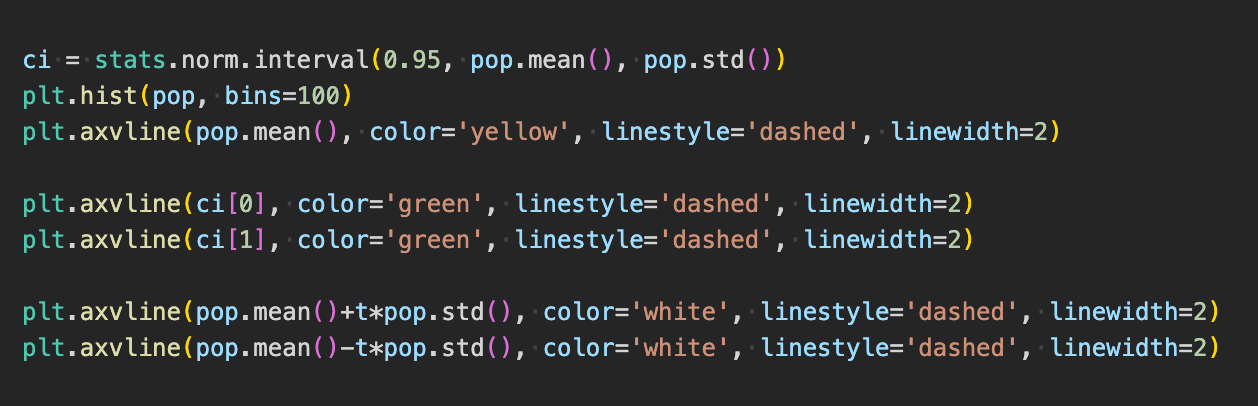 ci = stats.norm.interval(0.95, pop.mean(), pop.std())
plt.hist(pop, bins=100)
plt.axvline(pop.mean(), color='yellow', linestyle='dashed', linewidth=2)
plt.axvline(ci[0], color='green', linestyle='dashed', linewidth=2)
plt.axvline(ci[1], color='green', linestyle='dashed', linewidth=2)
plt.axvline(pop.mean()+t*pop.std(), color='white', linestyle='dashed', linewidth=2)
plt.axvline(pop.mean()-t*pop.std(), color='white', linestyle='dashed', linewidth=2)